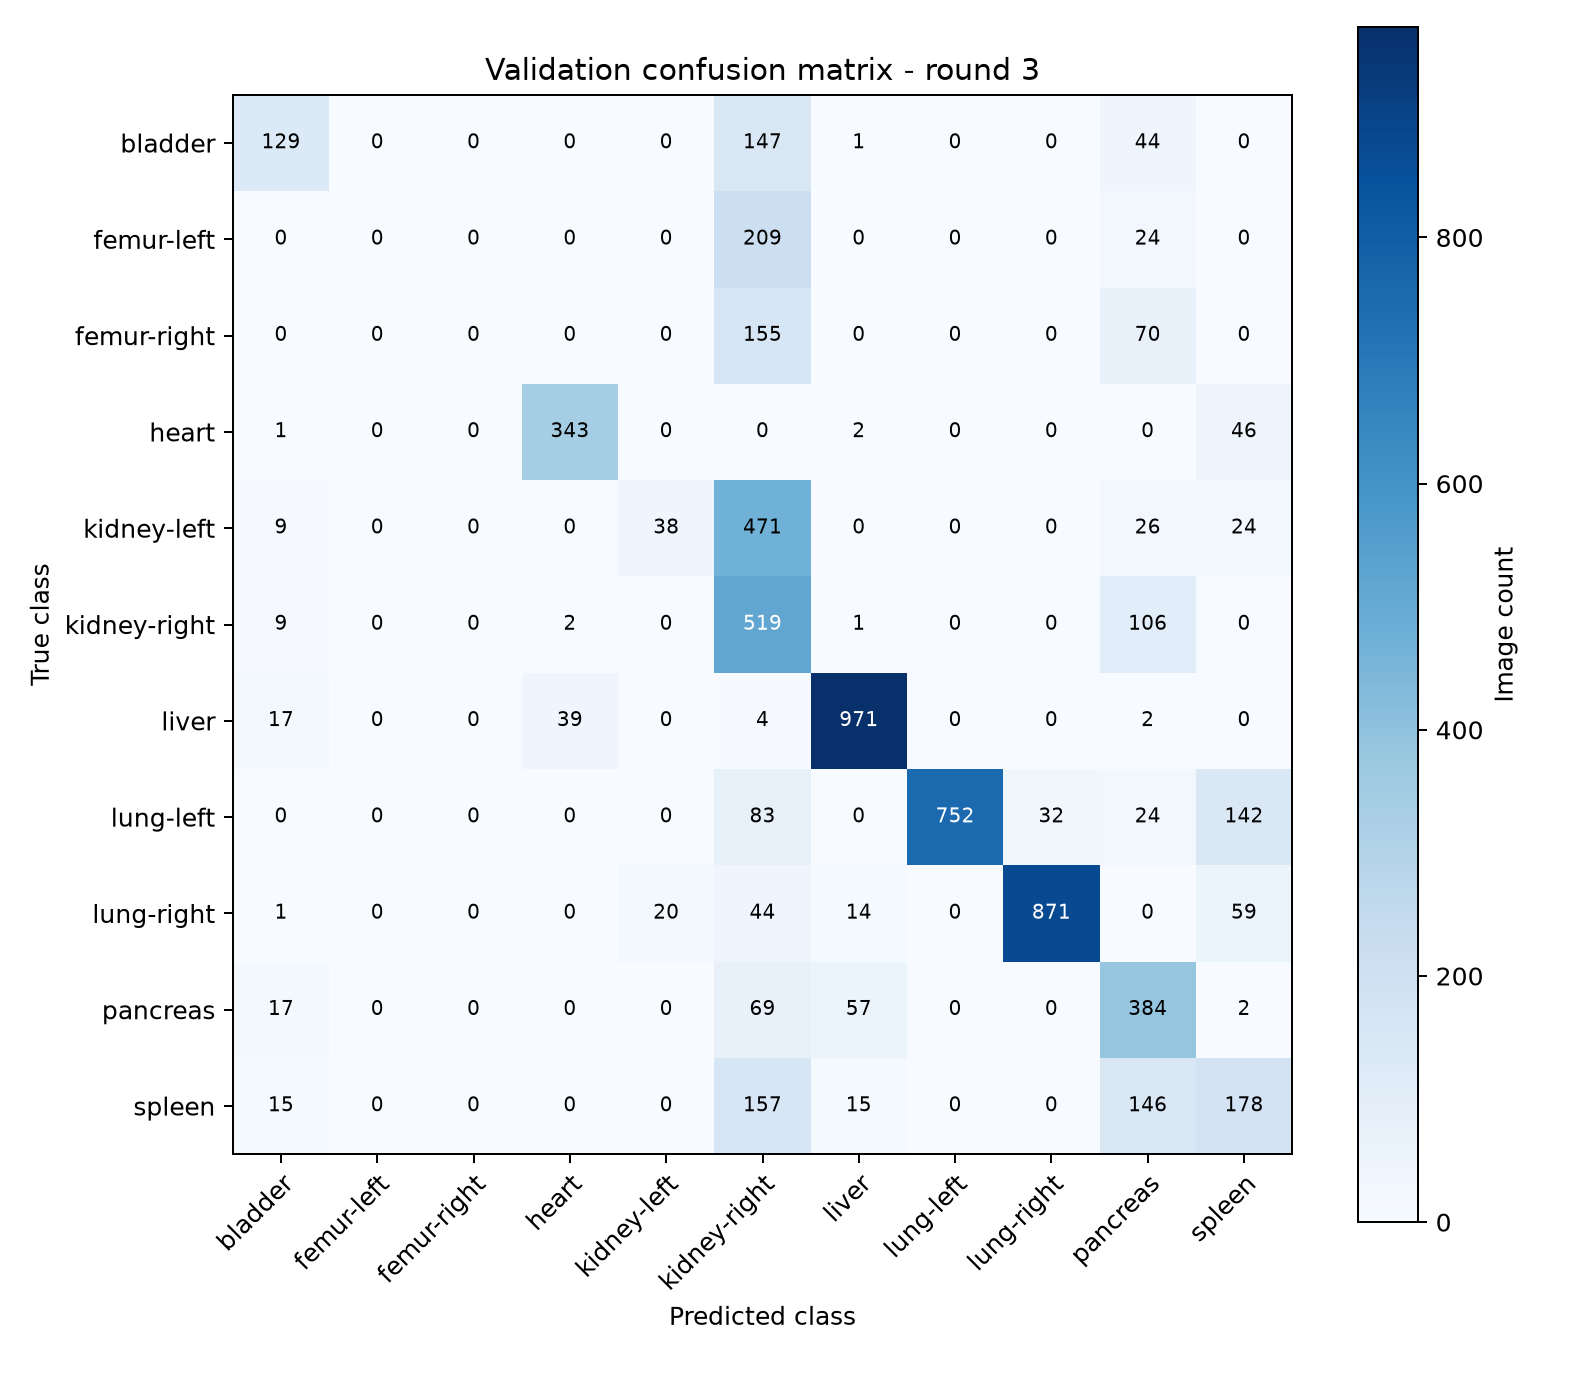 Validation confusion matrix - round 3
bladder 129 0 0 0 0 147 1 0 0 44 0
femur-left 0 0 0 0 0 209 0 0 0 24 0
femur-right 0 0 0 0 0 155 0 0 0 70 0
heart 1 0 0 343 0 0 2 0 0 0 46
kidney-left 9 0 0 0 38 471 0 0 0 26 24
kidney-right 9 0 0 2 0 519 1 0 0 106 0
liver 17 0 0 39 0 4 971 0 0 2 0
lung-left 0 0 0 0 0 83 0 752 32 24 142
lung-right 1 0 0 0 20 44 14 0 871 0 59
pancreas 17 0 0 0 0 69 57 0 0 384 2
spleen 15 0 0 0 0 157 15 0 0 146 178
bladder femur-left femur-right heart kidney-left kidney-right liver lung-left lung-right pancreas spleen
Predicted class
True class
800
600
400
200
0
Image count